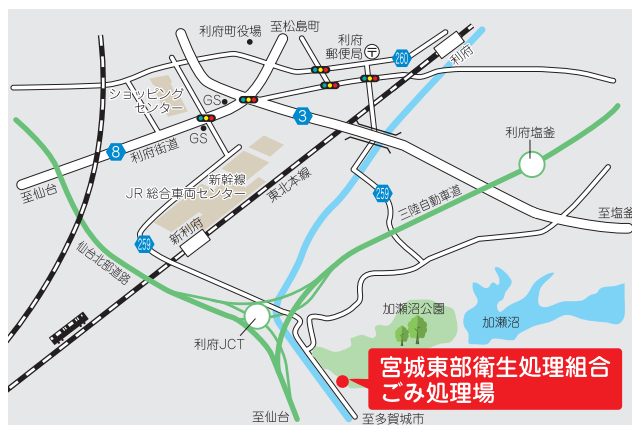 利府町役場
至松島町
利府
郵便局
260
利府
ショッピング
センター
GS
GS
3
8
利府街道
至仙台
新幹線
JR総合車両センター
東北本線
新利府
259
259
利府塩釜
三陸自動車道
至塩釜
仙台北部道路
利府JCT
加瀬沼公園
加瀬沼
宮城東部衛生処理組合
ごみ処理場
至仙台
至多賀城市